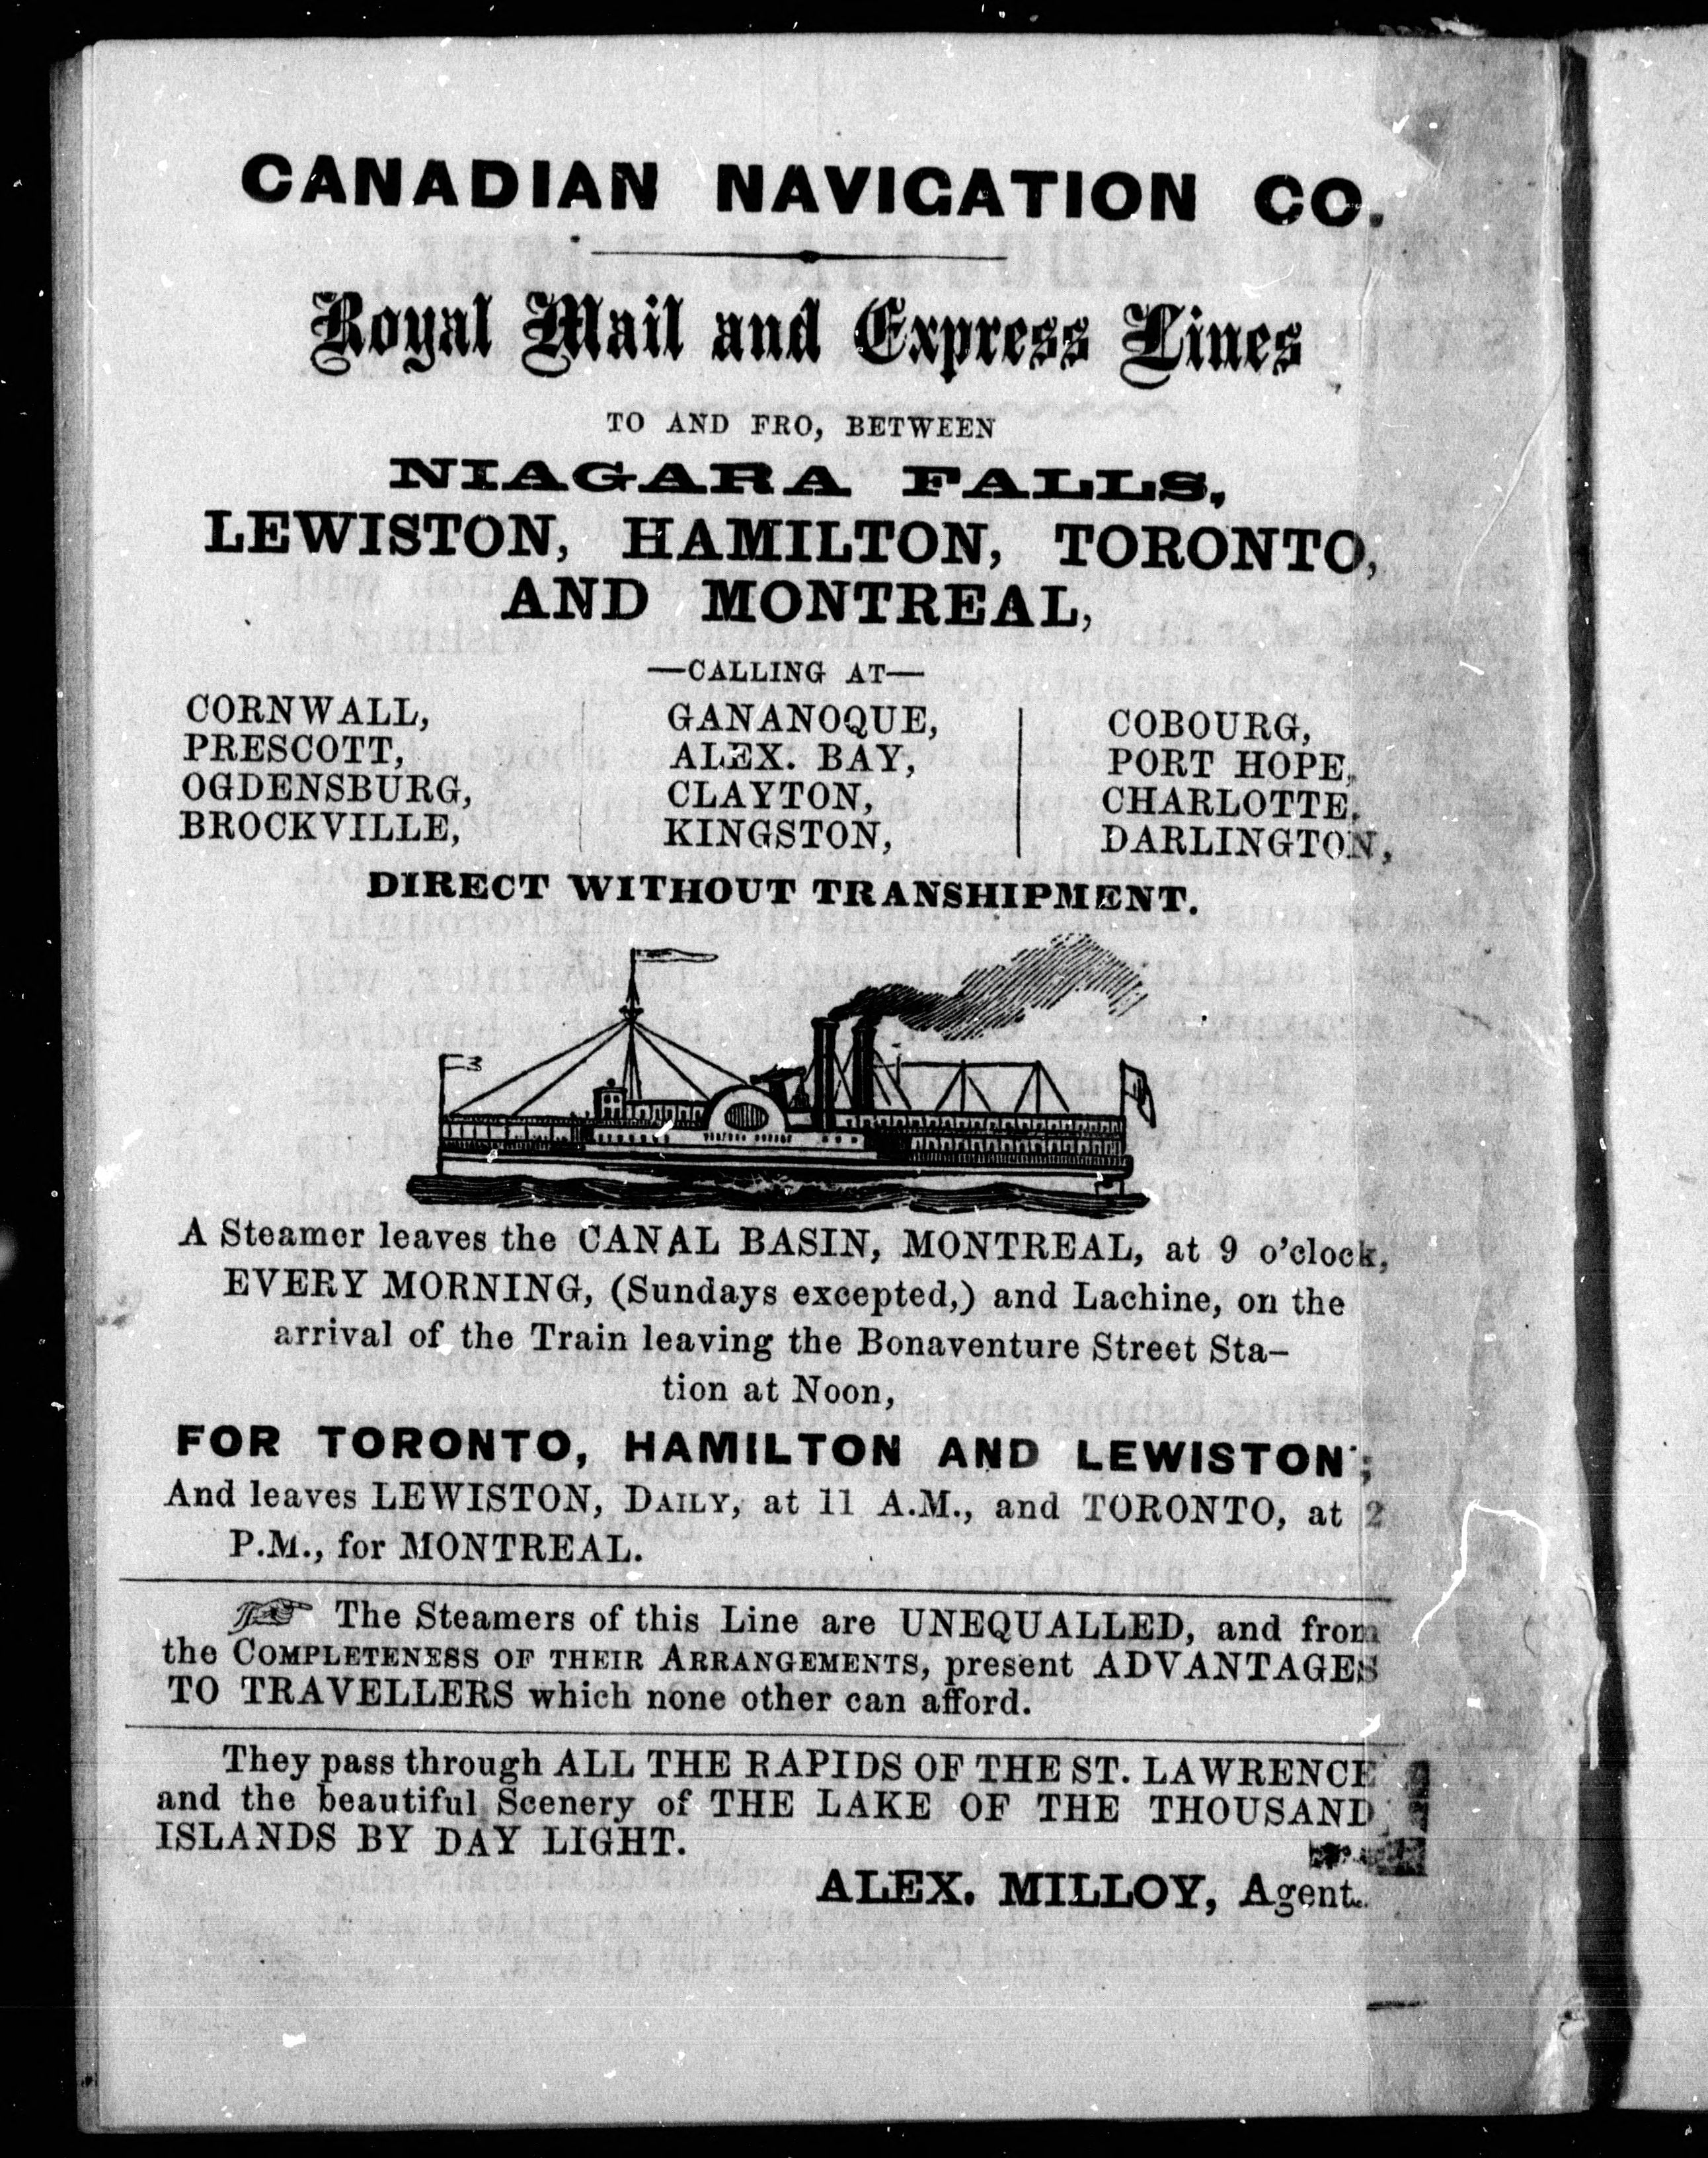 CANADIAN NAVIGATION CO.
Royal Mail and Express Lines
TO AND FRO, BETWEEN
NIAGARA FALLS,
LEWISTON, HAMILTON, TORONTO,
AND MONTREAL,
—CALLING AT—
CORNWALL,
PRESCOTT,
OGDENSBURG,
BROCKVILLE,
GANANOQUE,
ALEX. BAY,
CLAYTON,
KINGSTON,
COBOURG,
PORT HOPE,
CHARLOTTE,
DARLINGTON,
DIRECT WITHOUT TRANSHIPMENT.
A Steamer leaves the CANAL BASIN, MONTREAL, at 9 o'clock,
EVERY MORNING, (Sundays excepted,) and Lachine, on the
arrival of the Train leaving the Bonaventure Street Sta-
tion at Noon,
FOR TORONTO, HAMILTON AND LEWISTON;
And leaves LEWISTON, DAILY, at 11 A.M., and TORONTO, at 2
P.M., for MONTREAL.
☞ The Steamers of this Line are UNEQUALLED, and from
the COMPLETENESS OF THEIR ARRANGEMENTS, present ADVANTAGES
TO TRAVELLERS which none other can afford.
They pass through ALL THE RAPIDS OF THE ST. LAWRENCE
and the beautiful Scenery of THE LAKE OF THE THOUSAND
ISLANDS BY DAY LIGHT.
ALEX. MILLOY, Agent.